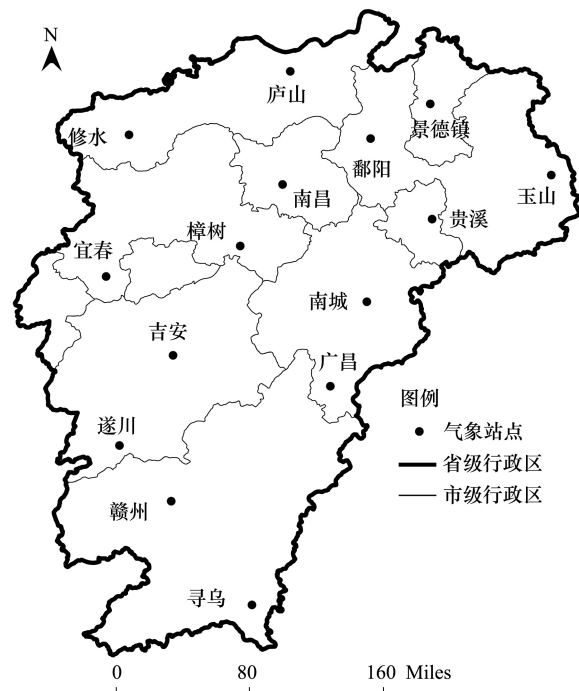 N
庐山
景德镇
修水
鄱阳
南昌
玉山
贵溪
樟树
宜春
南城
吉安
广昌
图例
遂川
气象站点
省级行政区
市级行政区
赣州
寻乌
0 80 160 Miles